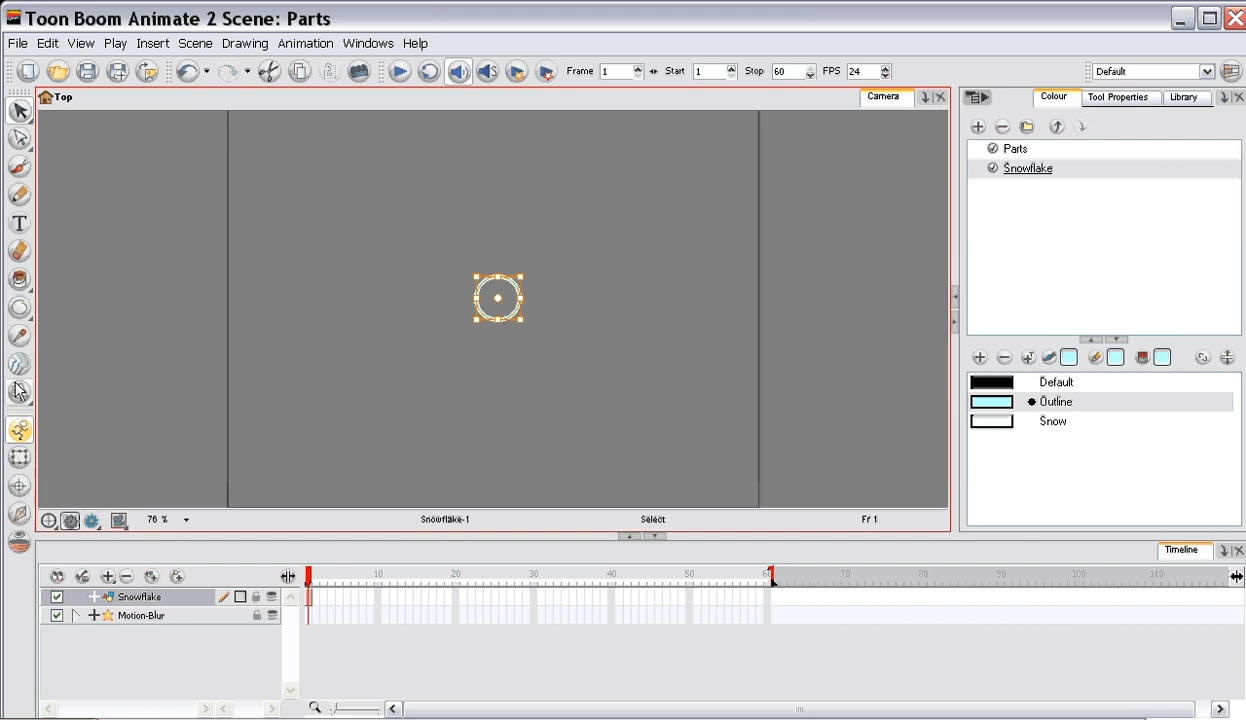 Toon Boom Animate 2 Scene: Parts
File Edit View Play Insert Scene Drawing Animation Windows Help
Frame 1 Start 1 Stop 60 FPS 24 Default
Top Camera
Colour Tool Properties Library
Parts
Snowflake
T
Default
Outline
Snow
76 % Snowflake-1 Select Fr 1
Timeline
10 20 30 40 50 60 70 80 90 100 110
Snowflake
Motion-Blur